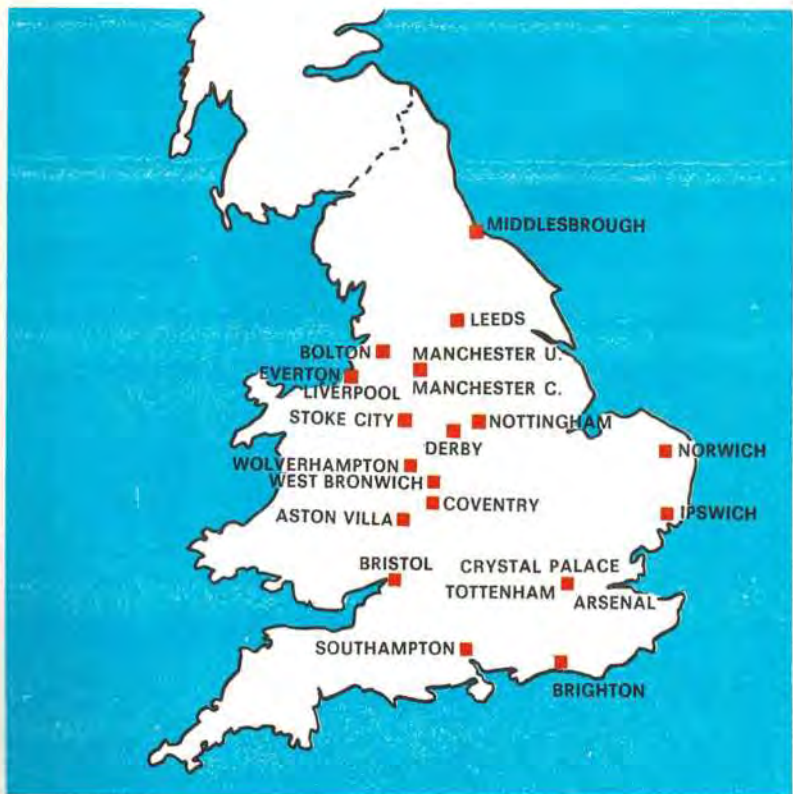 MIDDLESBROUGH
LEEDS
BOLTON
MANCHESTER U.
EVERTON
LIVERPOOL
MANCHESTER C.
STOKE CITY
NOTTINGHAM
DERBY
NORWICH
WOLVERHAMPTON
WEST BRONWICH
COVENTRY
ASTON VILLA
IPSWICH
BRISTOL
CRYSTAL PALACE
TOTTENHAM
ARSENAL
SOUTHAMPTON
BRIGHTON